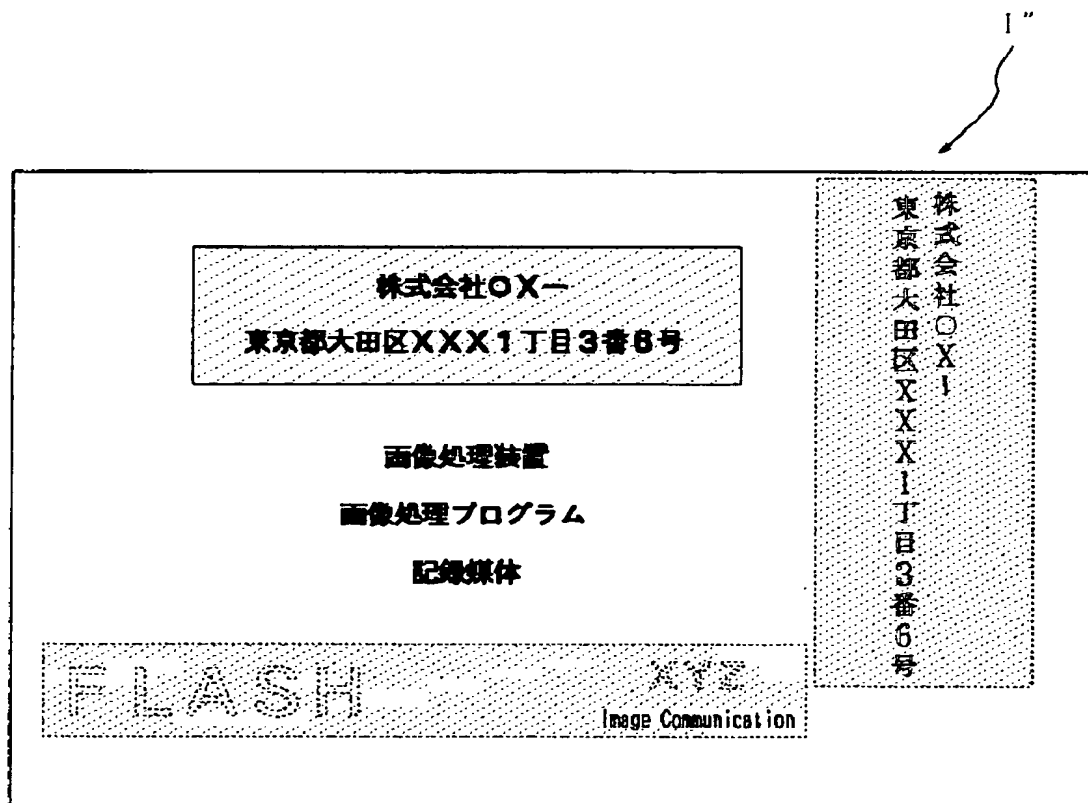 I"
株式会社〇X一
東京都大田区XXX1丁目3番6号
画像処理装置
画像処理プログラム
記録媒体
株式会社〇X1
東京都大田区XXX1丁目3番6号
FLASH
XYZ
Image Communication